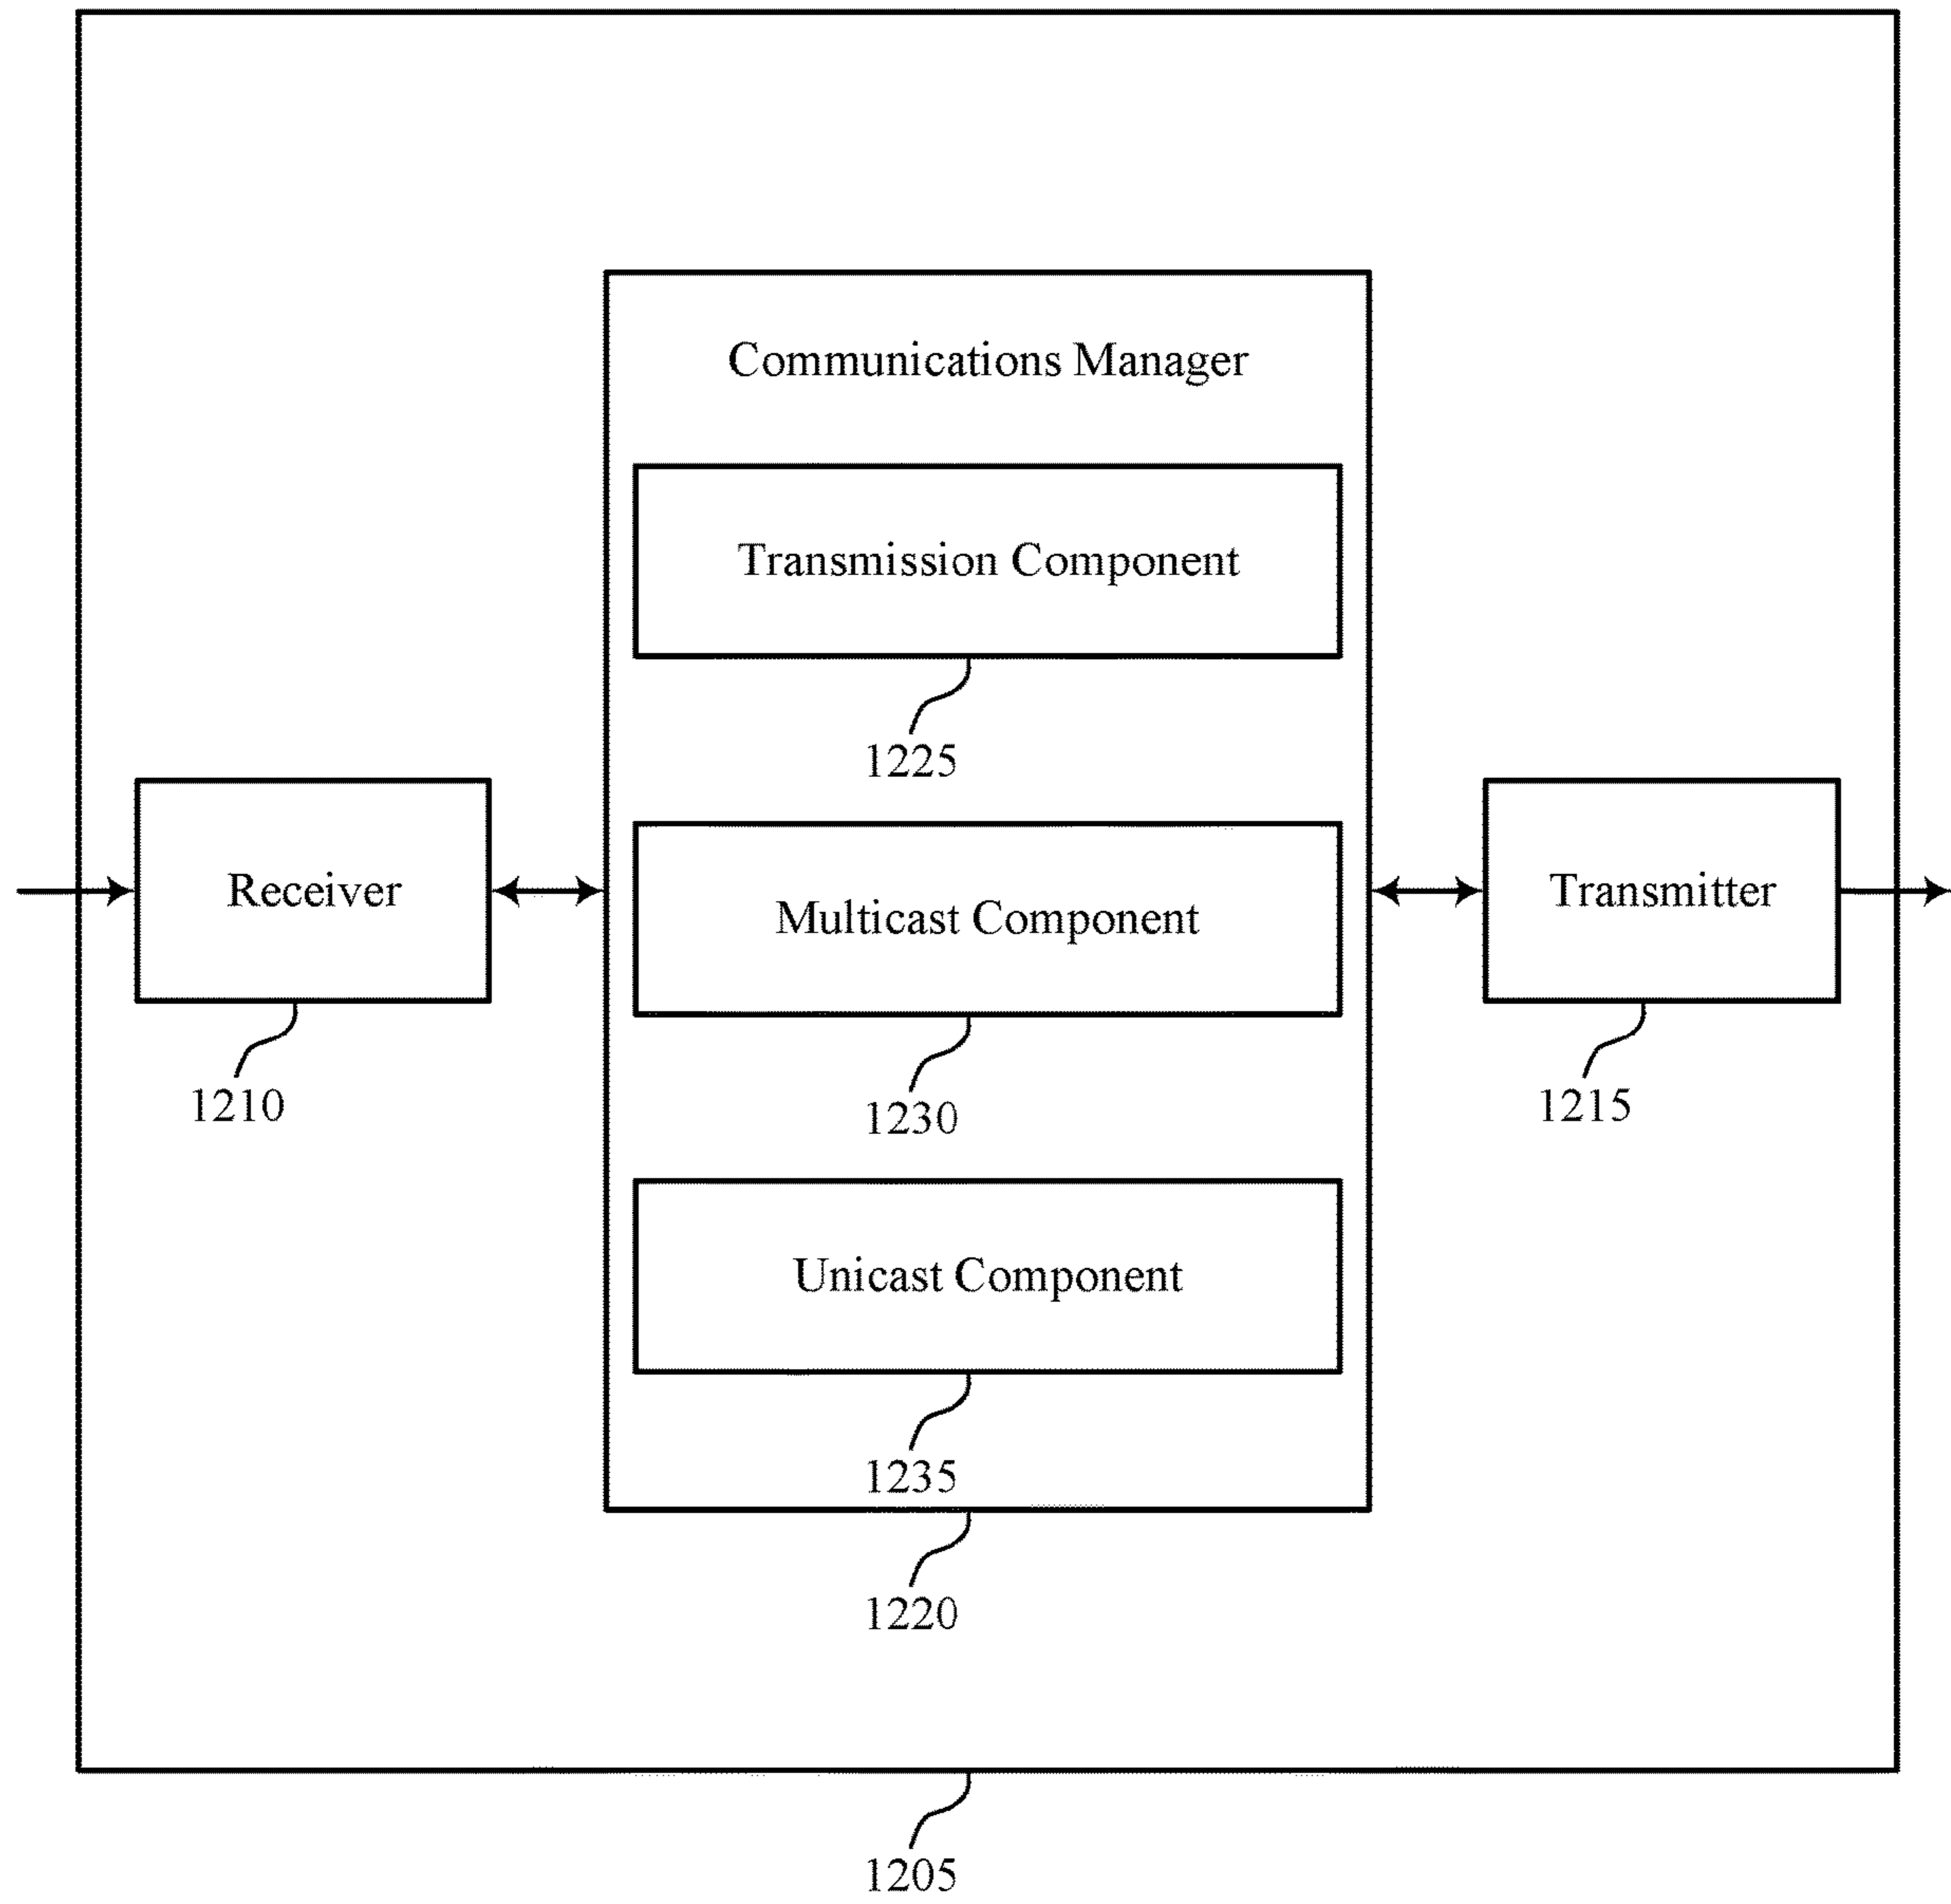 Communications Manager
Transmission Component
1225
Receiver
1210
Multicast Component
1230
Transmitter
1215
Unicast Component
1235
1220
1205